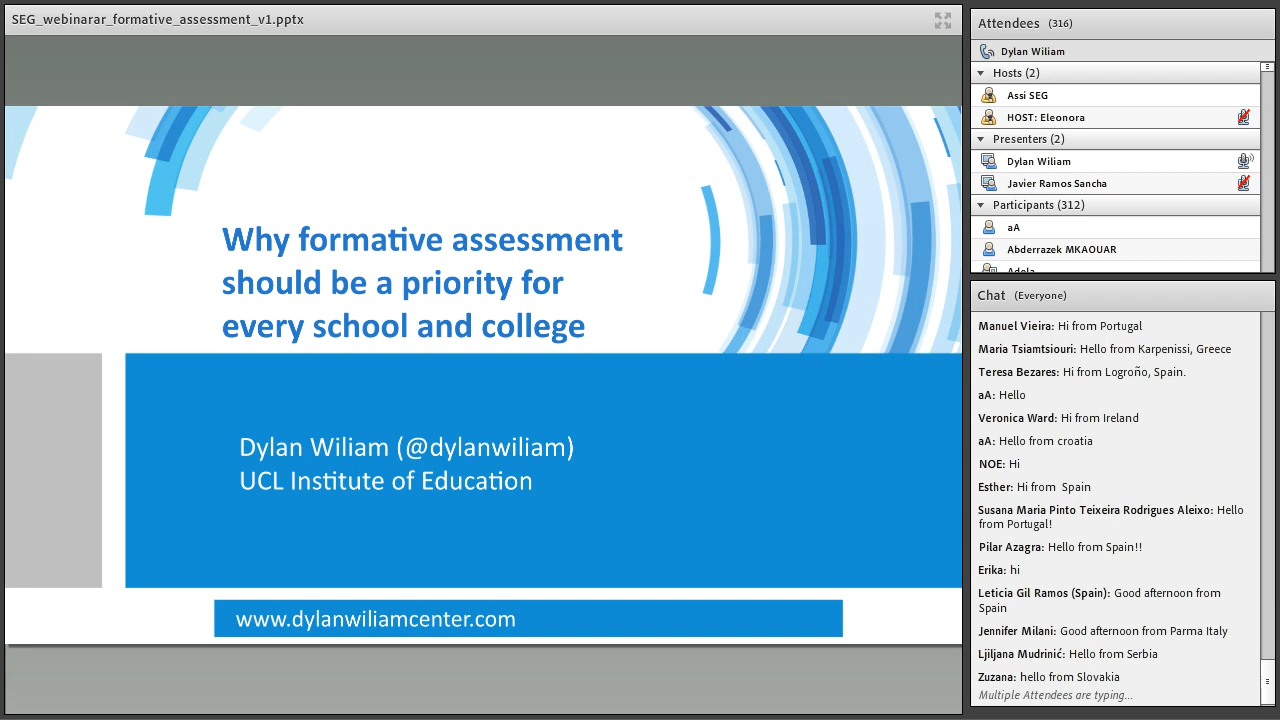 SEG_webinarar_formative_assessment_v1.pptx
Why formative assessment
should be a priority for
every school and college
Dylan Wiliam (@dylanwiliam)
UCL Institute of Education
www.dylanwiliamcenter.com
Attendees (316)
Dylan Wiliam
Hosts (2)
Assi SEG
HOST: Eleonora
Presenters (2)
Dylan Wiliam
Javier Ramos Sancha
Participants (312)
aA
Abderrazek MKAOUAR
Adela
Chat (Everyone)
Manuel Vieira: Hi from Portugal
Maria Tsiamtsiouri: Hello from Karpenissi, Greece
Teresa Bezares: Hi from Logroño, Spain.
aA: Hello
Veronica Ward: Hi from Ireland
aA: Hello from croatia
NOE: Hi
Esther: Hi from  Spain
Susana Maria Pinto Teixeira Rodrigues Aleixo: Hello
from Portugal!
Pilar Azagra: Hello from Spain!!
Erika: hi
Leticia Gil Ramos (Spain): Good afternoon from
Spain
Jennifer Milani: Good afternoon from Parma Italy
Ljiljana Mudrinić: Hello from Serbia
Zuzana: hello from Slovakia
Multiple Attendees are typing...